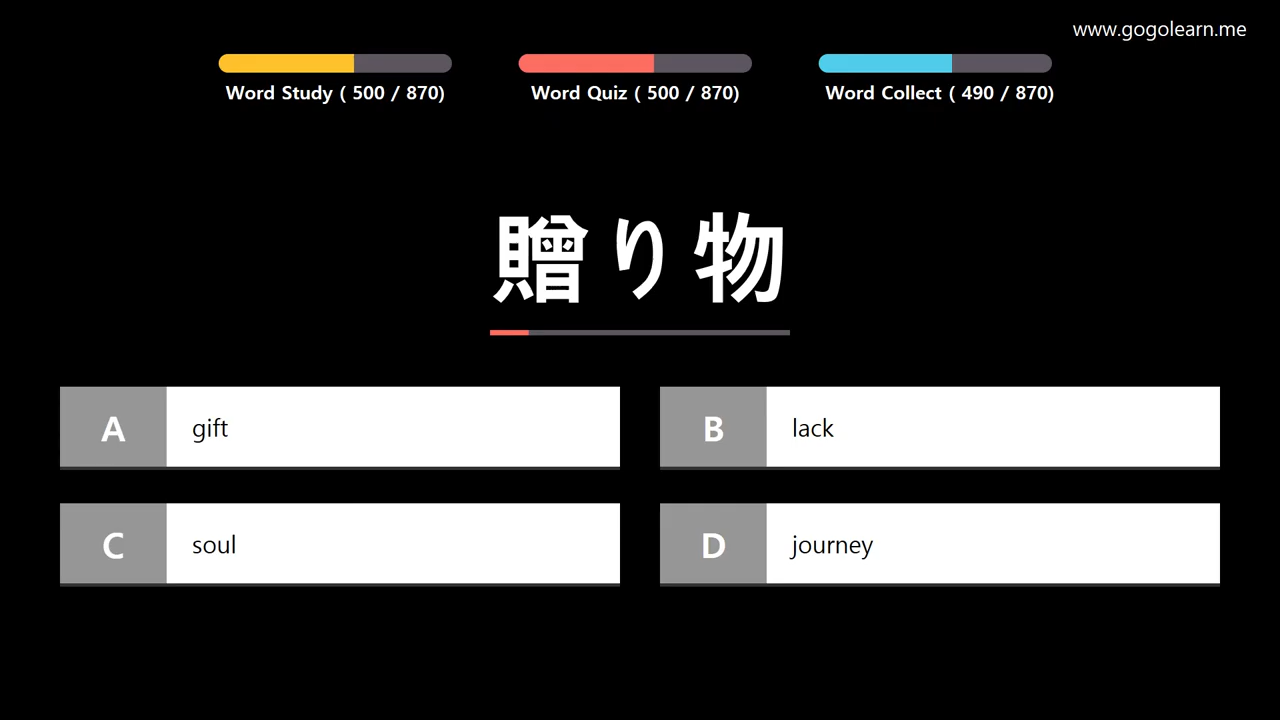 www.gogolearn.me
Word Study ( 500 / 870)
Word Quiz ( 500 / 870)
Word Collect ( 490 / 870)
贈り物
A gift
B lack
C soul
D journey